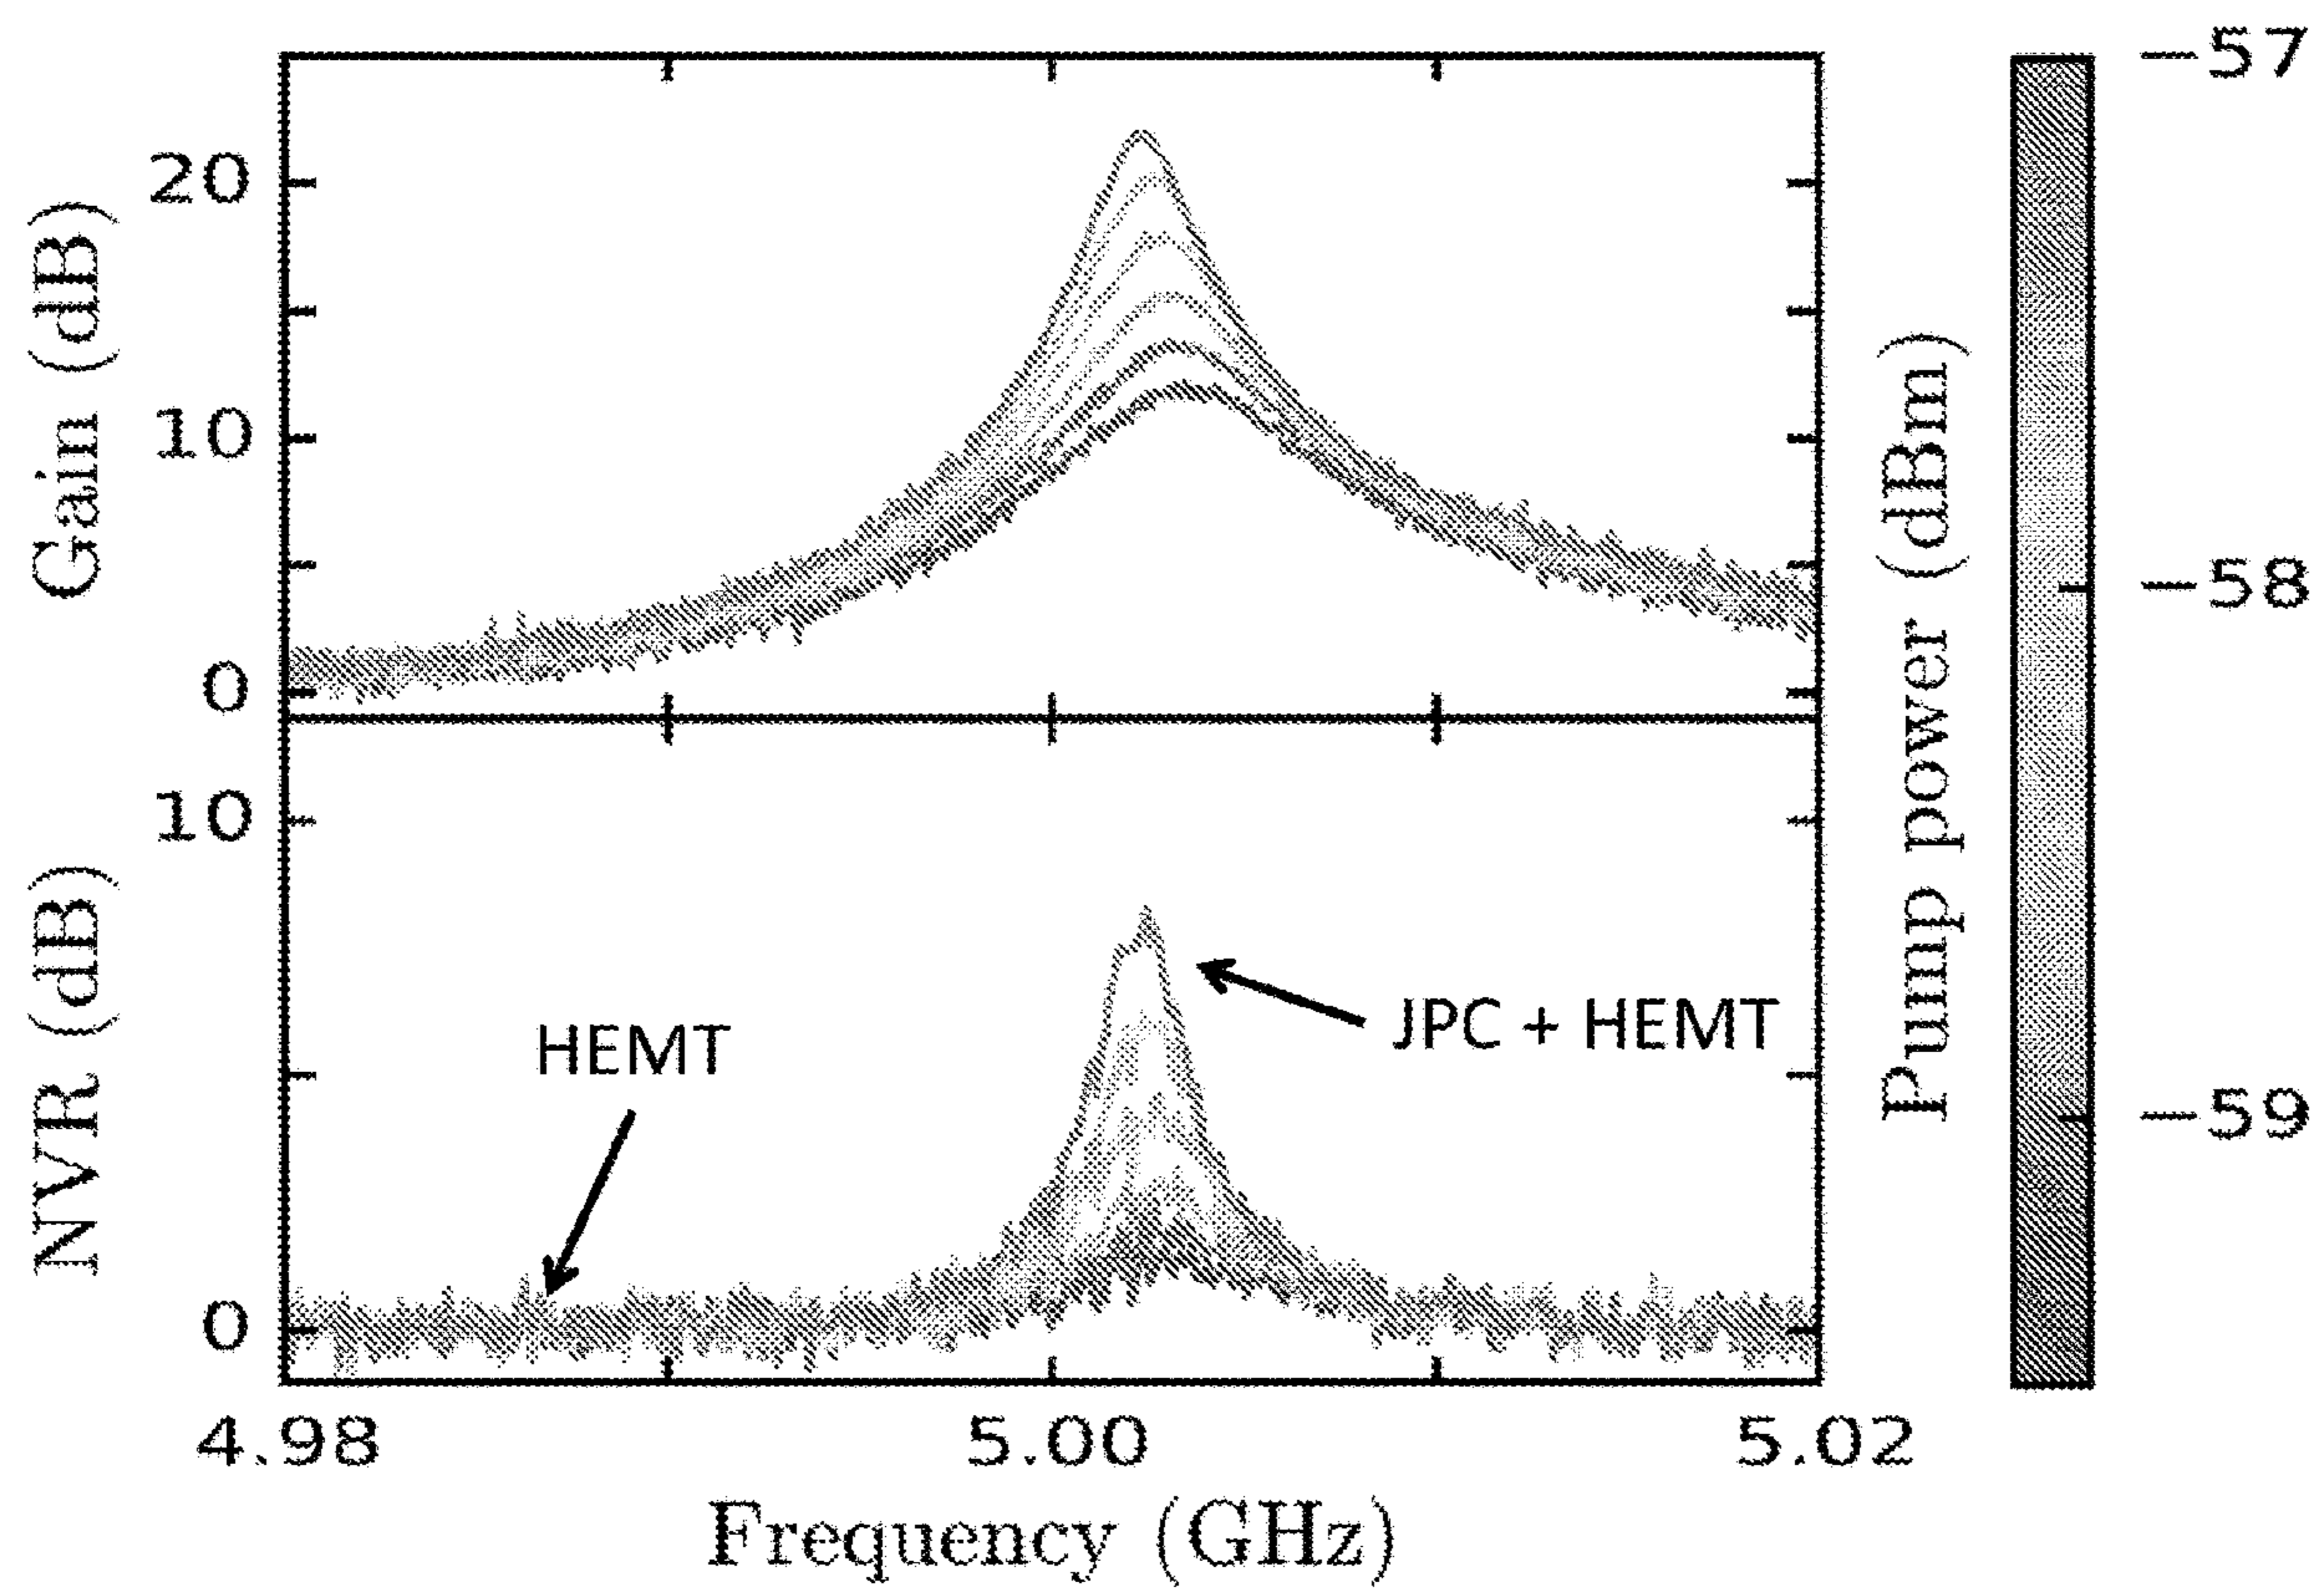 Gain (dB)
20
10
0
NVR (dB)
10
0
HEMT
JPC + HEMT
4.98
5.00
5.02
Frequency (GHz)
Pump power (dBm)
−57
−58
−59